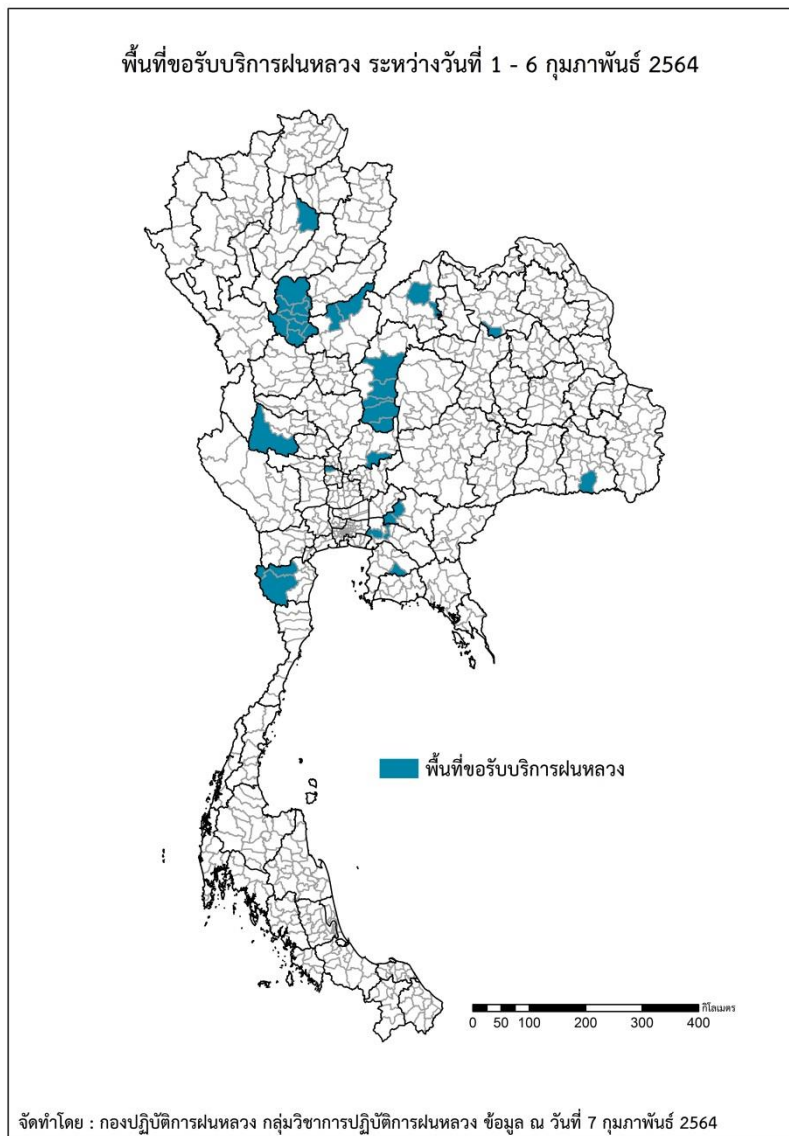 พื้นที่ขอรับบริการฝนหลวง ระหว่างวันที่ 1 - 6 กุมภาพันธ์ 2564
พื้นที่ขอรับบริการฝนหลวง
กิโลเมตร
0 50 100 200 300 400
จัดทำโดย : กองปฏิบัติการฝนหลวง กลุ่มวิชาการปฏิบัติการฝนหลวง ข้อมูล ณ วันที่ 7 กุมภาพันธ์ 2564